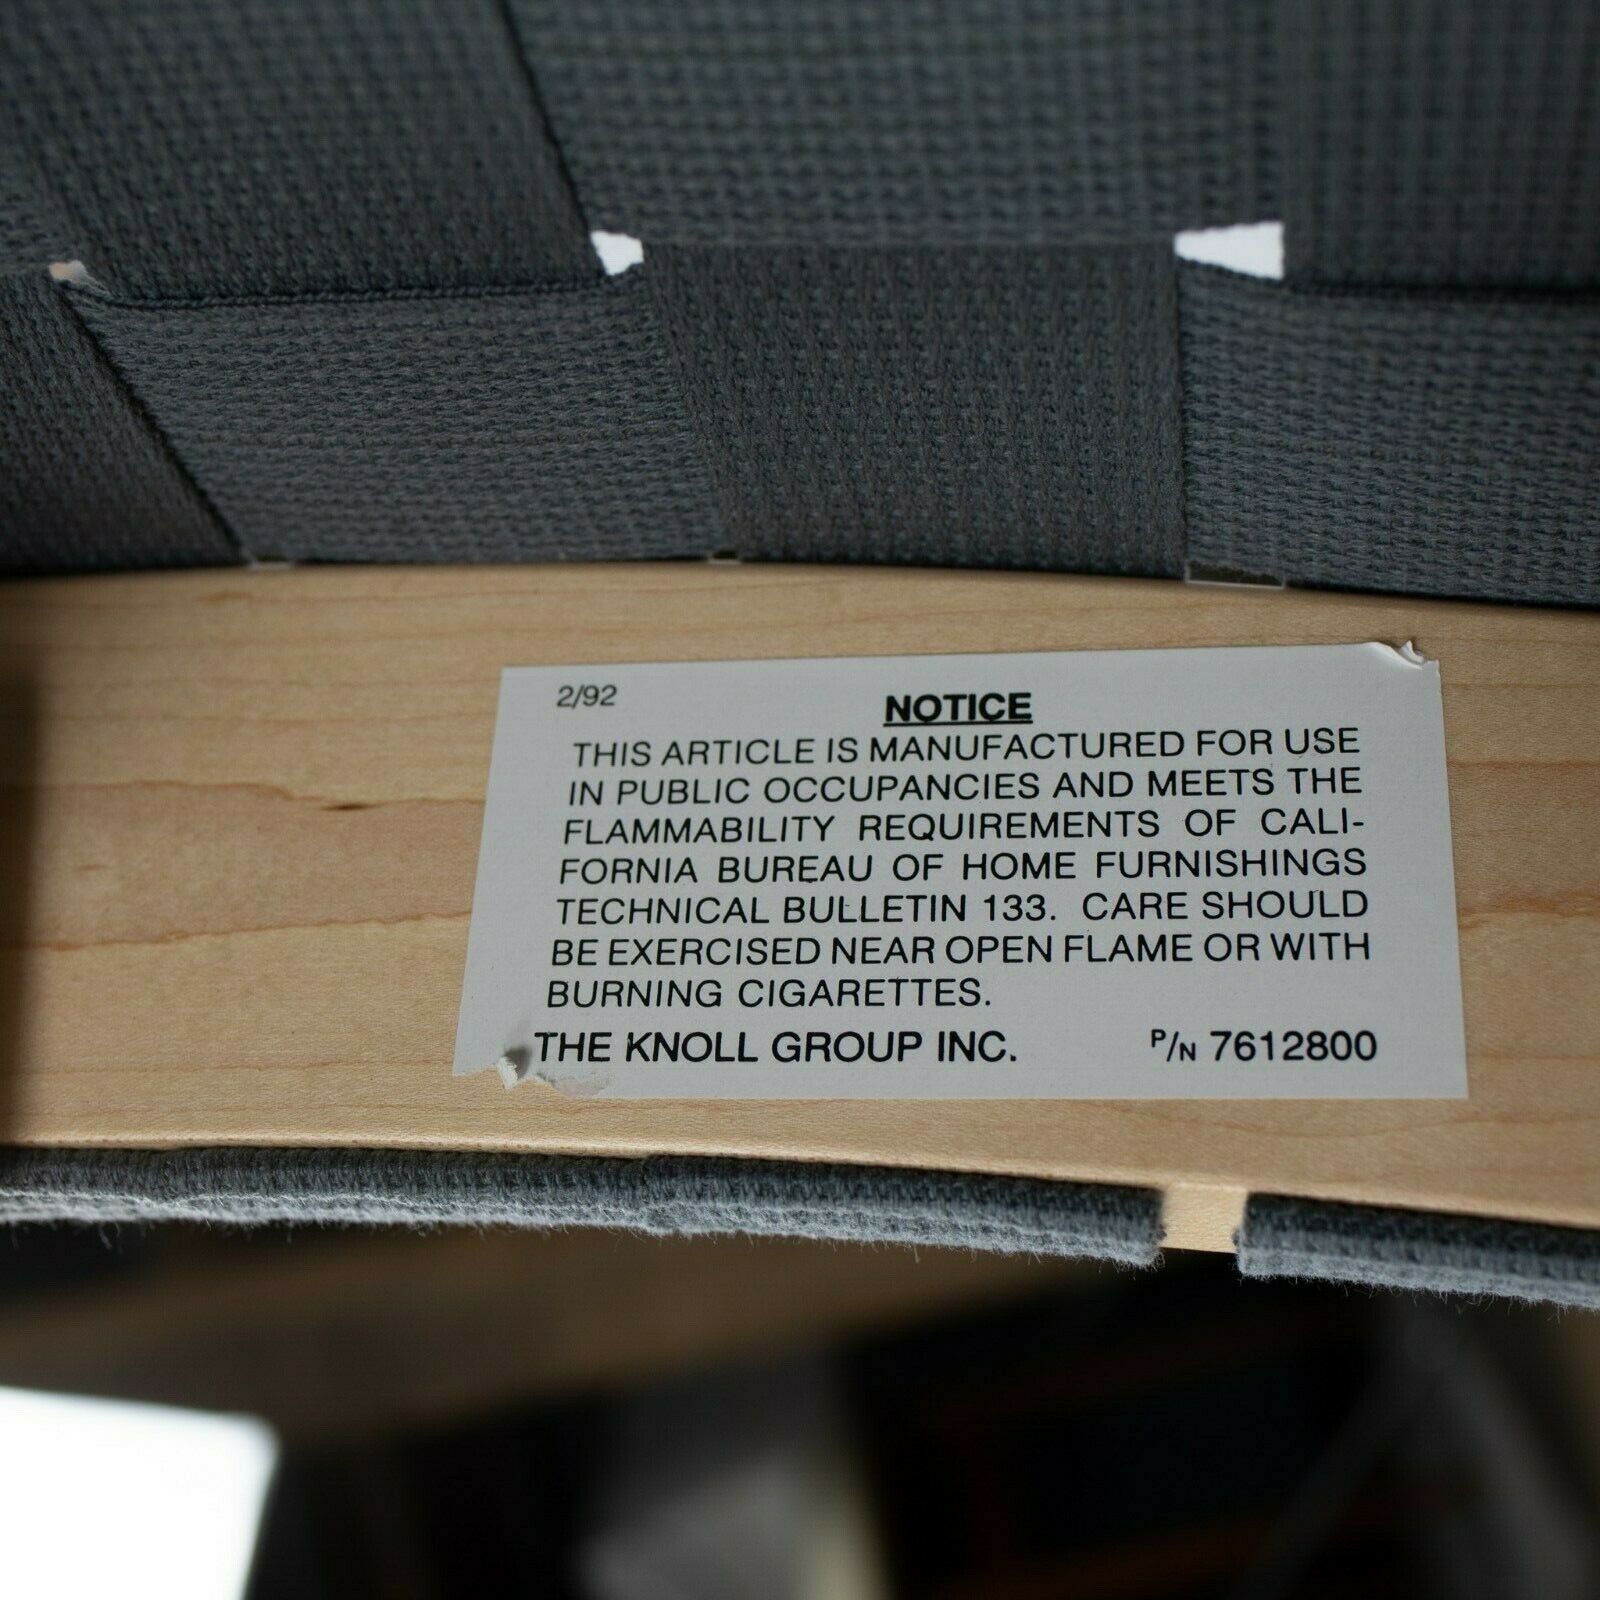 2/92
NOTICE
THIS ARTICLE IS MANUFACTURED FOR USE
IN PUBLIC OCCUPANCIES AND MEETS THE
FLAMMABILITY REQUIREMENTS OF CALI-
FORNIA BUREAU OF HOME FURNISHINGS
TECHNICAL BULLETIN 133. CARE SHOULD
BE EXERCISED NEAR OPEN FLAME OR WITH
BURNING CIGARETTES.
THE KNOLL GROUP INC. P/N 7612800